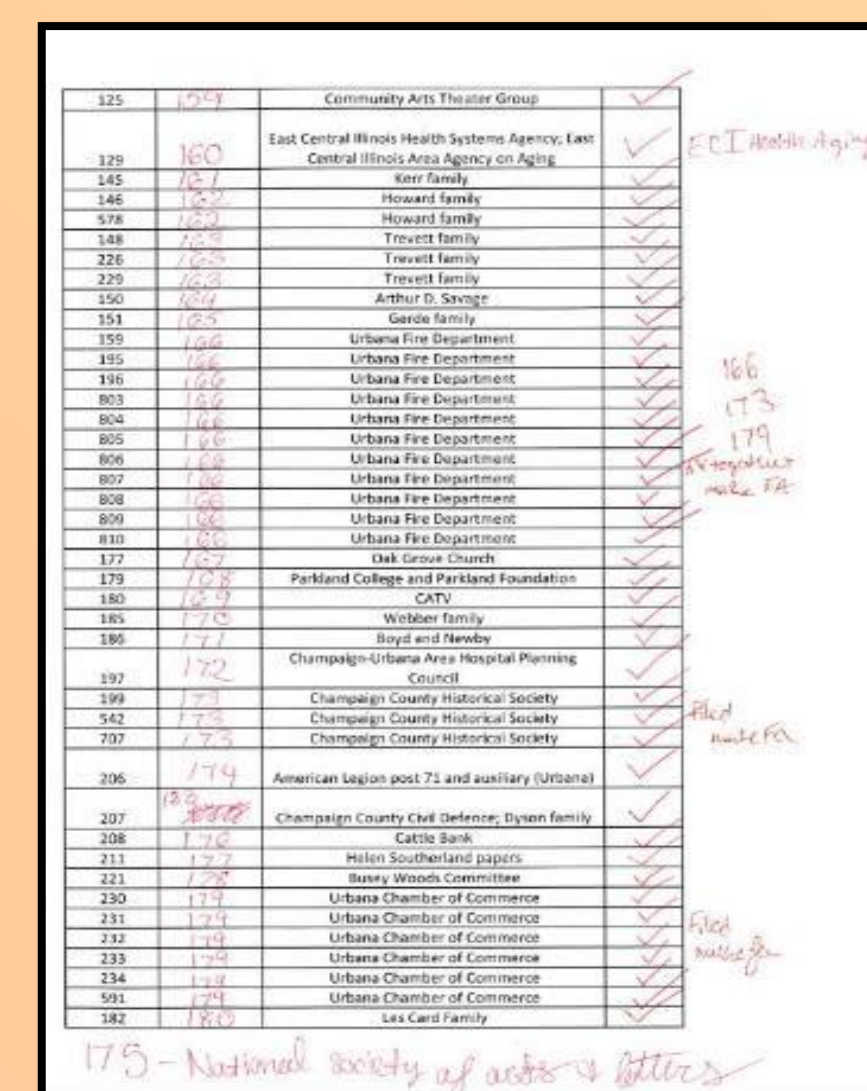 125 159 Community Arts Theater Group ✓
East Central Illinois Health Systems Agency; East
129 160 Central Illinois Area Agency on Aging ✓ ECI Health Aging
145 161 Kerr family ✓
146 162 Howard family ✓
578 162 Howard family ✓
148 163 Trevett family ✓
226 163 Trevett family ✓
229 163 Trevett family ✓
150 164 Arthur D. Savage ✓
151 165 Gerde family ✓
159 166 Urbana Fire Department ✓
195 166 Urbana Fire Department ✓
196 166 Urbana Fire Department ✓ 166
803 166 Urbana Fire Department ✓ 173
804 166 Urbana Fire Department ✓
805 166 Urbana Fire Department ✓ 179
806 166 Urbana Fire Department ✓ together
807 166 Urbana Fire Department ✓ make FA
808 166 Urbana Fire Department ✓
809 166 Urbana Fire Department ✓
810 166 Urbana Fire Department ✓
177 167 Oak Grove Church ✓
179 168 Parkland College and Parkland Foundation ✓
180 169 CATV ✓
185 170 Webber family ✓
186 171 Boyd and Newby ✓
Champaign-Urbana Area Hospital Planning
197 172 Council ✓
199 173 Champaign County Historical Society ✓
542 173 Champaign County Historical Society ✓ Filed
707 173 Champaign County Historical Society ✓ make FA
206 174 American Legion post 71 and auxiliary (Urbana) ✓
207 Champaign County Civil Defence; Dyson family ✓
208 176 Cattle Bank ✓
211 177 Helen Southerland papers ✓
221 178 Busey Woods Committee ✓
230 179 Urbana Chamber of Commerce ✓
231 179 Urbana Chamber of Commerce ✓
232 179 Urbana Chamber of Commerce ✓ Filed
233 179 Urbana Chamber of Commerce ✓
234 179 Urbana Chamber of Commerce ✓
591 179 Urbana Chamber of Commerce ✓
182 180 Les Card Family ✓
175 - National society of arts & letters